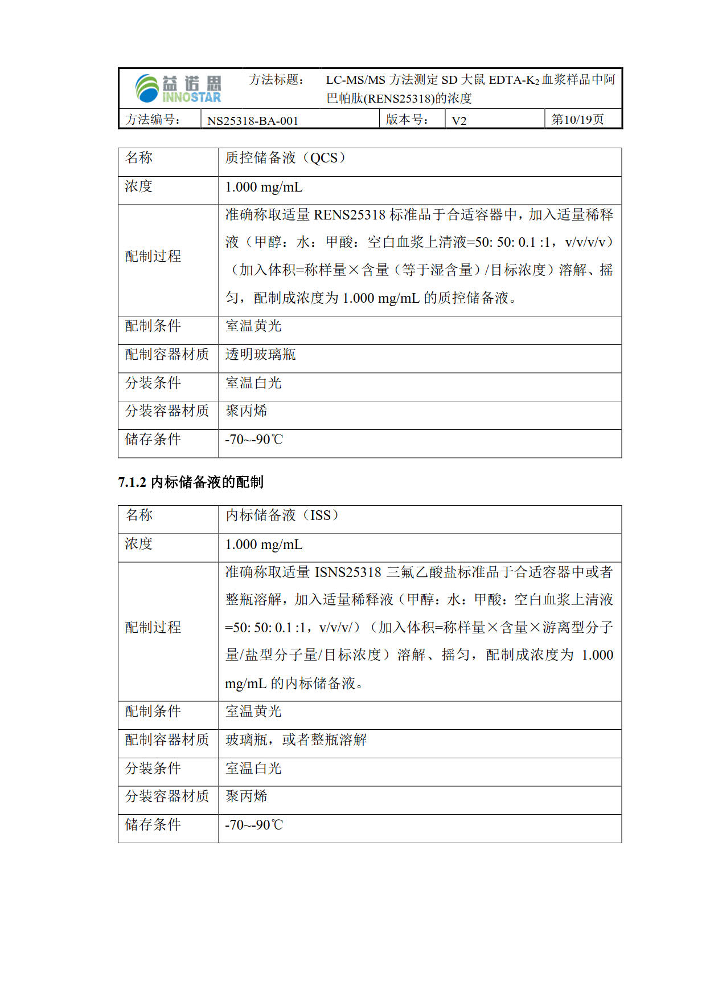 益诺思
INNOSTAR
方法标题： LC-MS/MS 方法测定 SD 大鼠 EDTA-K2 血浆样品中阿
巴帕肽(RENS25318)的浓度
方法编号： NS25318-BA-001 版本号： V2 第10/19页
名称 质控储备液（QCS）
浓度 1.000 mg/mL
准确称取适量 RENS25318 标准品于合适容器中，加入适量稀释
液（甲醇：水：甲酸：空白血浆上清液=50: 50: 0.1 :1，v/v/v/v）
配制过程
（加入体积=称样量×含量（等于湿含量）/目标浓度）溶解、摇
匀，配制成浓度为 1.000 mg/mL 的质控储备液。
配制条件 室温黄光
配制容器材质 透明玻璃瓶
分装条件 室温白光
分装容器材质 聚丙烯
储存条件 -70~-90℃
7.1.2 内标储备液的配制
名称 内标储备液（ISS）
浓度 1.000 mg/mL
准确称取适量 ISNS25318 三氟乙酸盐标准品于合适容器中或者
整瓶溶解，加入适量稀释液（甲醇：水：甲酸：空白血浆上清液
配制过程 =50: 50: 0.1 :1，v/v/v/）（加入体积=称样量×含量×游离型分子
量/盐型分子量/目标浓度）溶解、摇匀，配制成浓度为 1.000
mg/mL 的内标储备液。
配制条件 室温黄光
配制容器材质 玻璃瓶，或者整瓶溶解
分装条件 室温白光
分装容器材质 聚丙烯
储存条件 -70~-90℃